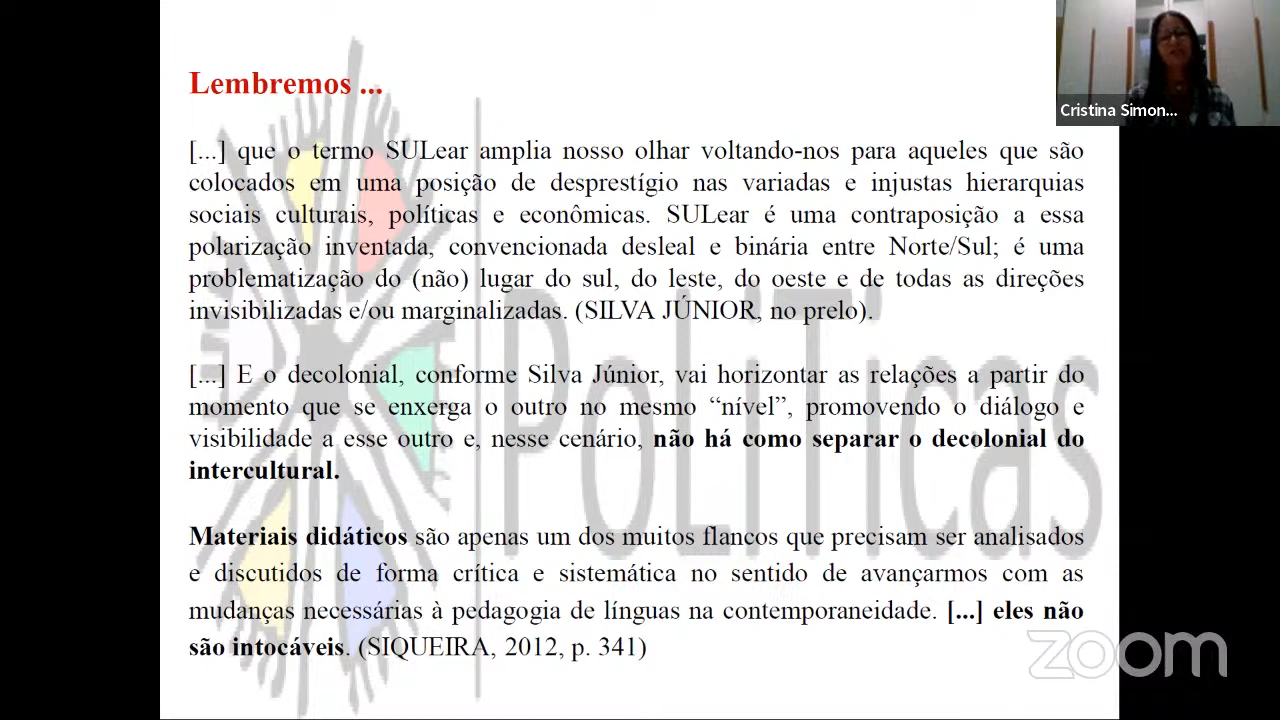 Lembremos ...
[...] que o termo SULear amplia nosso olhar voltando-nos para aqueles que são
colocados em uma posição de desprestígio nas variadas e injustas hierarquias
sociais culturais, políticas e econômicas. SULear é uma contraposição a essa
polarização inventada, convencionada desleal e binária entre Norte/Sul; é uma
problematização do (não) lugar do sul, do leste, do oeste e de todas as direções
invisibilizadas e/ou marginalizadas. (SILVA JÚNIOR, no prelo).
[...] E o decolonial, conforme Silva Júnior, vai horizontar as relações a partir do
momento que se enxerga o outro no mesmo “nível”, promovendo o diálogo e
visibilidade a esse outro e, nesse cenário, não há como separar o decolonial do
intercultural.
Materiais didáticos são apenas um dos muitos flancos que precisam ser analisados
e discutidos de forma crítica e sistemática no sentido de avançarmos com as
mudanças necessárias à pedagogia de línguas na contemporaneidade. [...] eles não
são intocáveis. (SIQUEIRA, 2012, p. 341)
PoLiTicas
Cristina Simon...
zoom